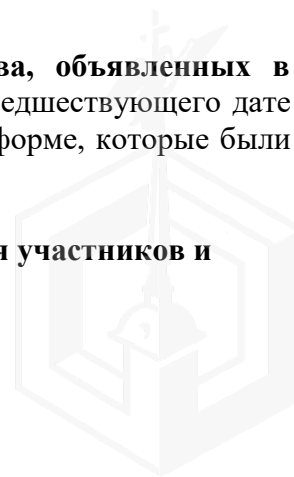 ва, объявленных в
едшествующего дате
форме, которые были
участников и